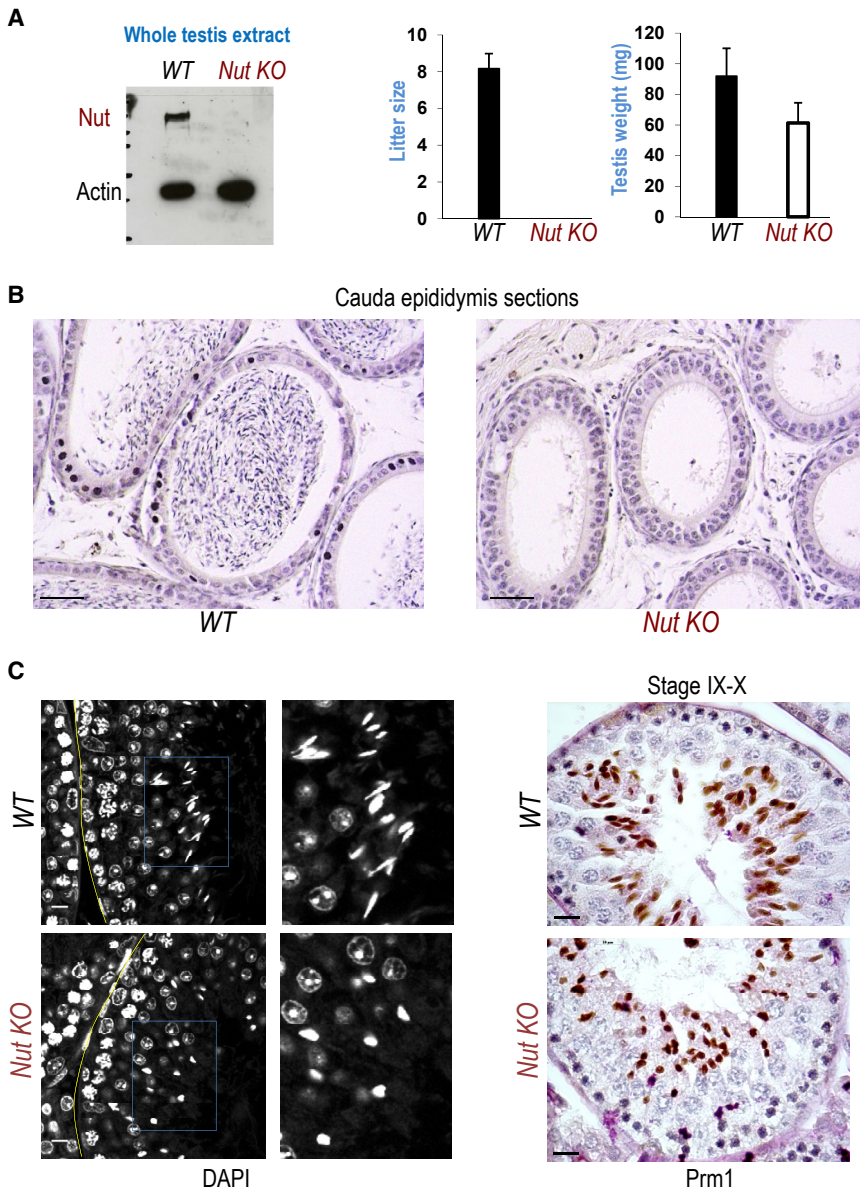 A
Whole testis extract
WT Nut KO
Nut
Actin
Litter size
10
8
6
4
2
0
WT Nut KO
Testis weight (mg)
120
100
80
60
40
20
0
WT Nut KO
B
Cauda epididymis sections
WT
Nut KO
C
Stage IX-X
WT
Nut KO
DAPI
WT
Nut KO
Prm1